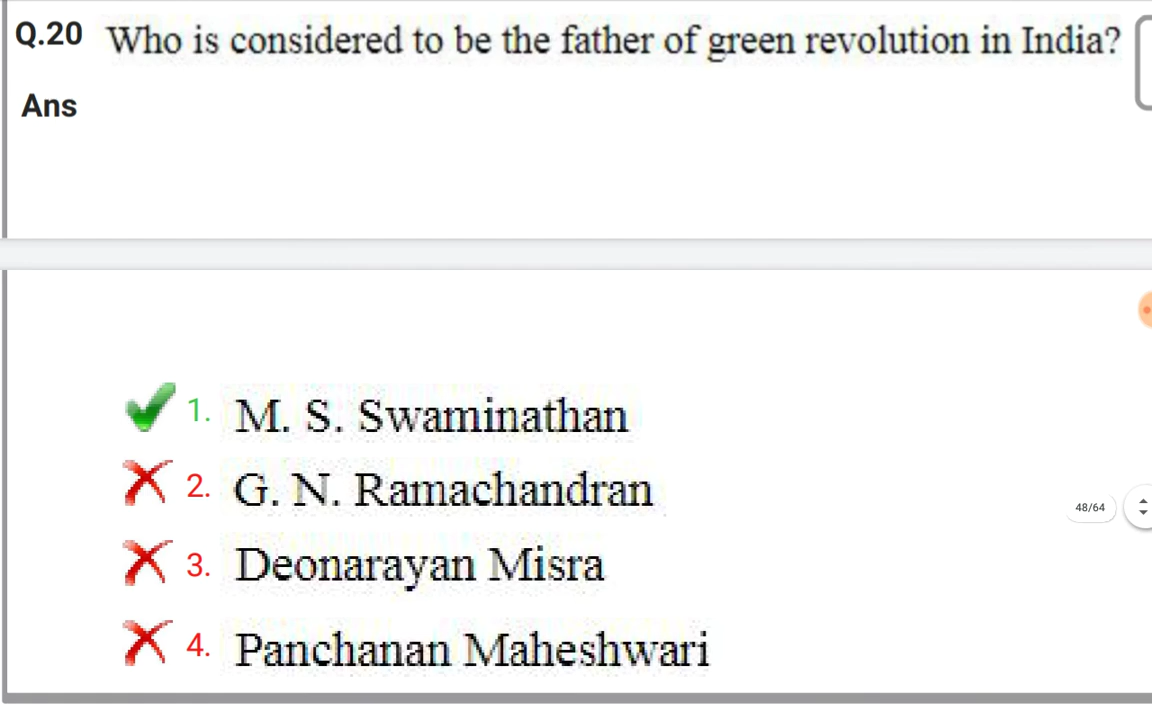 Q.20 Who is considered to be the father of green revolution in India?
Ans
1. M. S. Swaminathan
2. G. N. Ramachandran
48/64
3. Deonarayan Misra
4. Panchanan Maheshwari